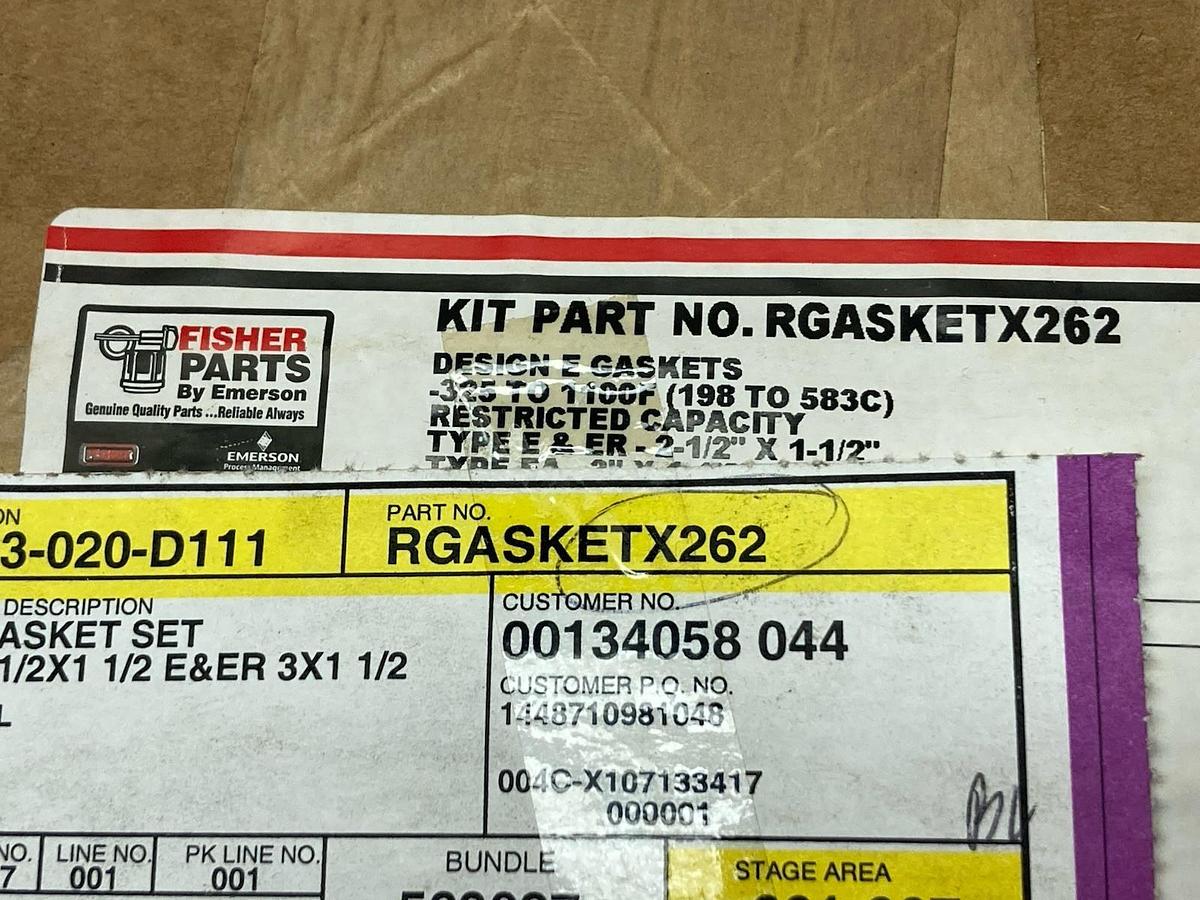 KIT PART NO. RGASKETX262
FISHER
PARTS
By Emerson
Genuine Quality Parts ...Reliable Always
EMERSON
Process Management
DESIGN E GASKETS
-325 TO 1100F (198 TO 583C)
RESTRICTED CAPACITY
TYPE E & ER - 2-1/2" X 1-1/2"
TYPE EA
ON
3-020-D111
PART NO.
RGASKETX262
DESCRIPTION
ASKET SET
1/2X1 1/2 E&ER 3X1 1/2
L
CUSTOMER NO.
00134058 044
CUSTOMER P.O. NO.
1448710981048
004C-X107133417
000001
NO.
7
LINE NO.
001
PK LINE NO.
001
BUNDLE
STAGE AREA